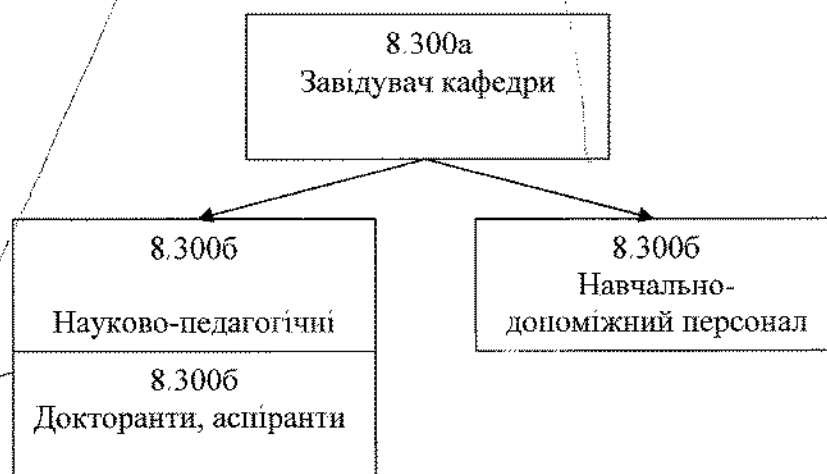 8.300а
Завідувач кафедри
8.300б
Науково-педагогічні
8.300б
Докторанти, аспіранти
8.300б
Навчально-
допоміжний персонал